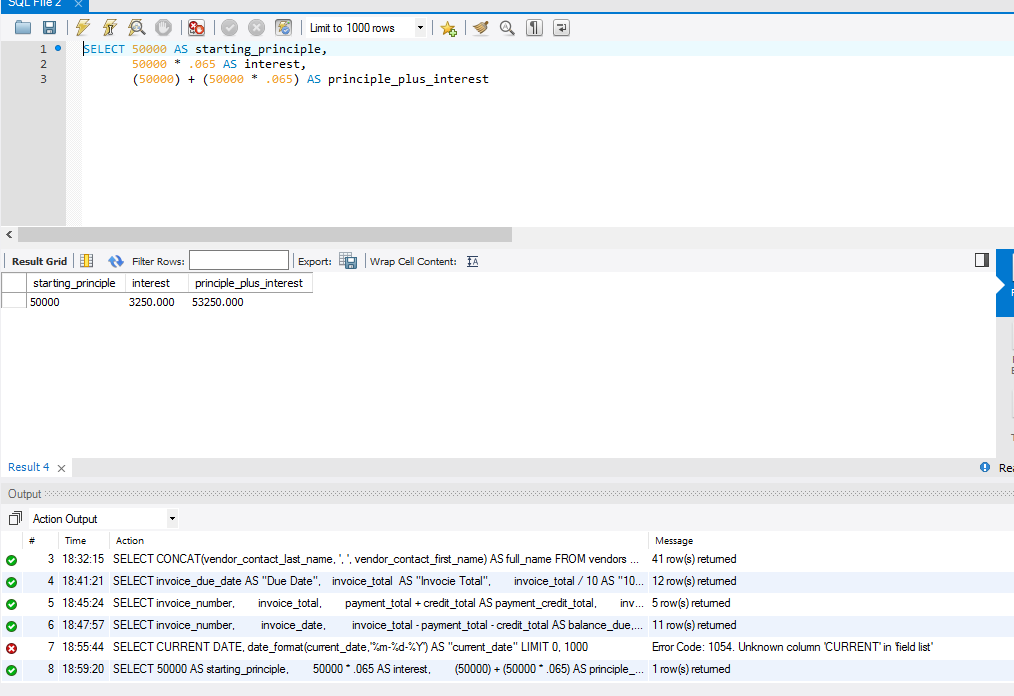 SQL File 2
Limit to 1000 rows
1 SELECT 50000 AS starting_principle,
2 50000 * .065 AS interest,
3 (50000) + (50000 * .065) AS principle_plus_interest
Result Grid Filter Rows: Export: Wrap Cell Content:
starting_principle interest principle_plus_interest
50000 3250.000 53250.000
Result 4
Output
Action Output
# Time Action Message
3 18:32:15 SELECT CONCAT(vendor_contact_last_name, ', ', vendor_contact_first_name) AS full_name FROM vendors ... 41 row(s) returned
4 18:41:21 SELECT invoice_due_date AS "Due Date", invoice_total AS "Invocie Total", invoice_total / 10 AS "10... 12 row(s) returned
5 18:45:24 SELECT invoice_number, invoice_total, payment_total + credit_total AS payment_credit_total, inv... 5 row(s) returned
6 18:47:57 SELECT invoice_number, invoice_date, invoice_total - payment_total - credit_total AS balance_due,... 11 row(s) returned
7 18:55:44 SELECT CURRENT DATE, date_format(current_date,'%m-%d-%Y') AS "current_date" LIMIT 0, 1000 Error Code: 1054. Unknown column 'CURRENT' in 'field list'
8 18:59:20 SELECT 50000 AS starting_principle, 50000 * .065 AS interest, (50000) + (50000 * .065) AS principle_... 1 row(s) returned